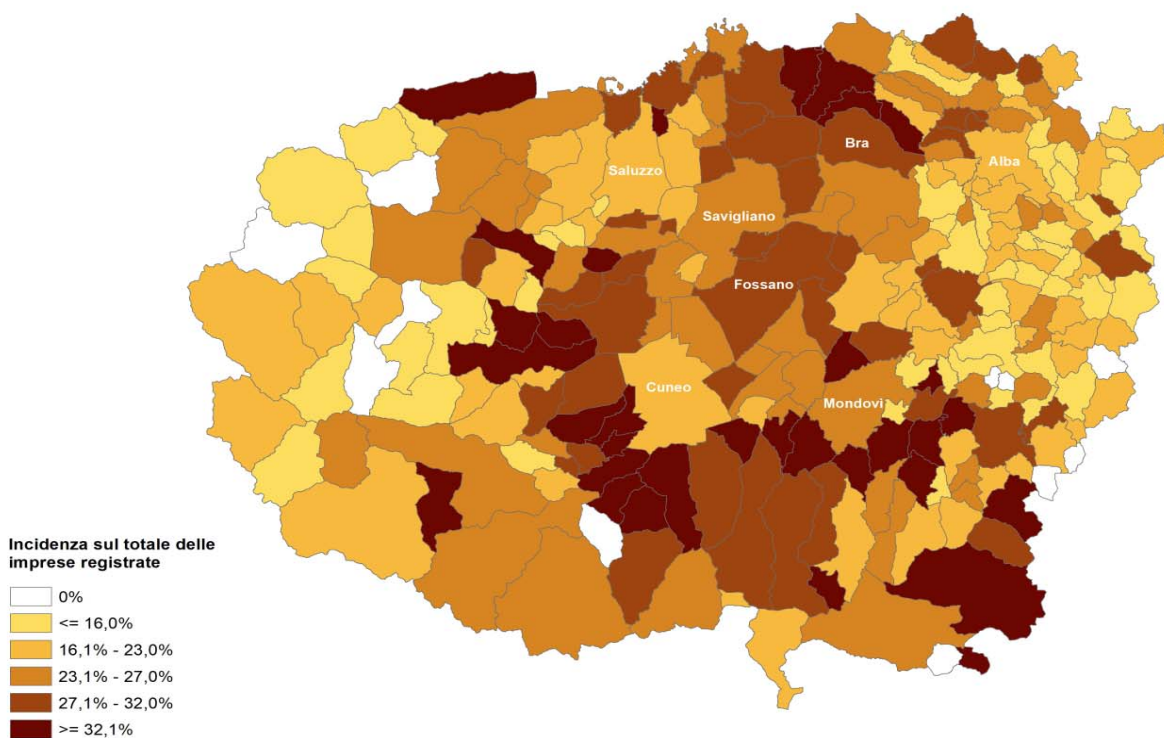 Bra
Alba
Saluzzo
Savigliano
Fossano
Cuneo
Mondovì
Incidenza sul totale delle
imprese registrate
0%
<= 16,0%
16,1% - 23,0%
23,1% - 27,0%
27,1% - 32,0%
>= 32,1%